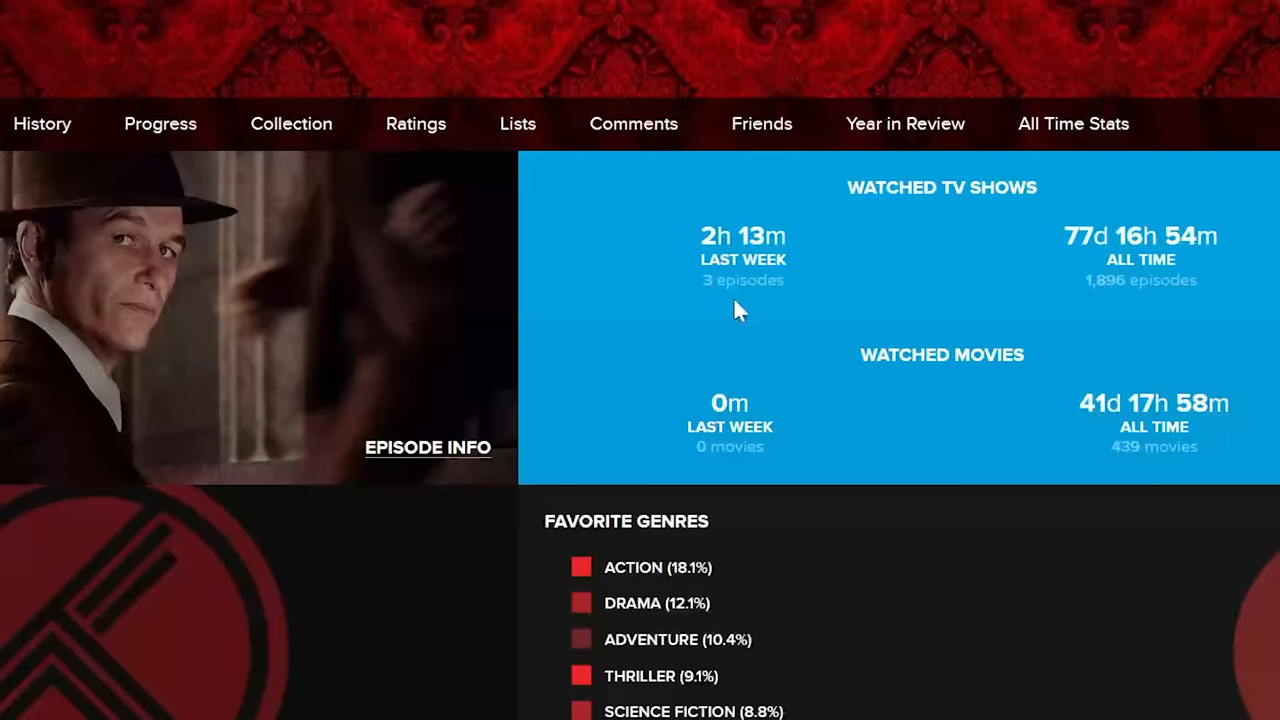 History Progress Collection Ratings Lists Comments Friends Year in Review All Time Stats
WATCHED TV SHOWS
2h 13m 77d 16h 54m
LAST WEEK ALL TIME
3 episodes 1,896 episodes
WATCHED MOVIES
0m 41d 17h 58m
LAST WEEK ALL TIME
0 movies 439 movies
EPISODE INFO
FAVORITE GENRES
ACTION (18.1%)
DRAMA (12.1%)
ADVENTURE (10.4%)
THRILLER (9.1%)
SCIENCE FICTION (8.8%)